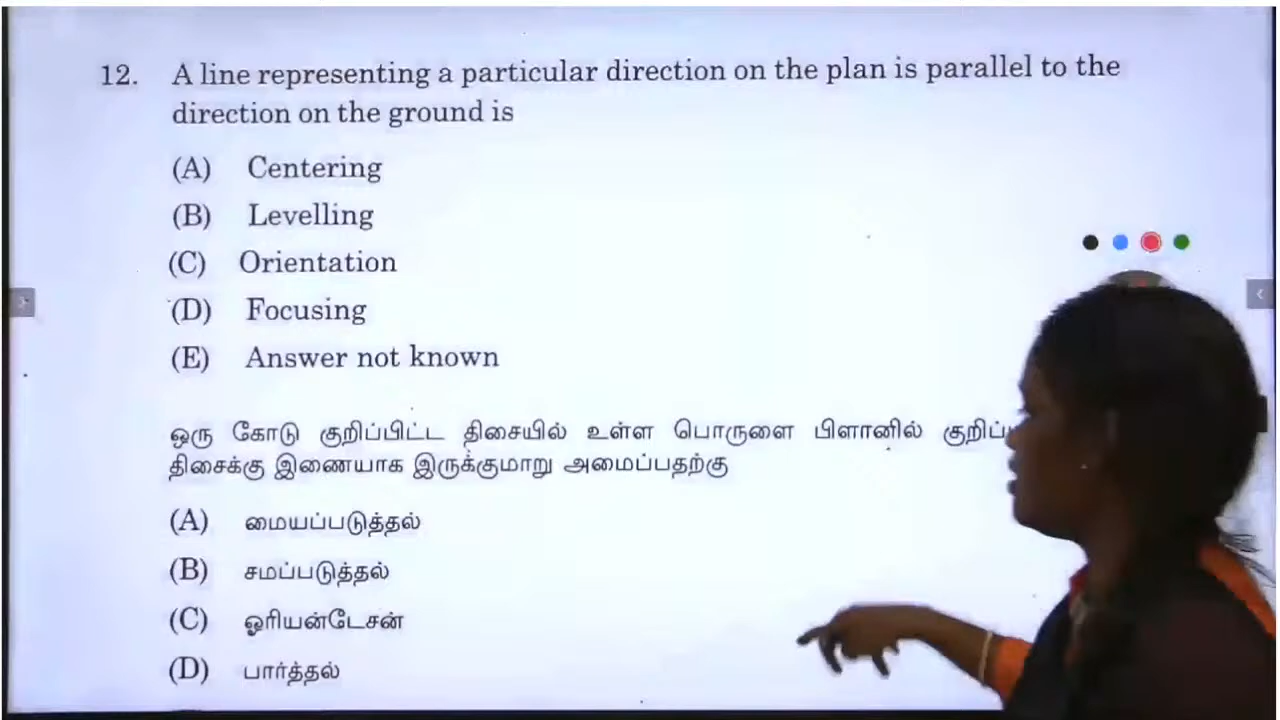 12. A line representing a particular direction on the plan is parallel to the
direction on the ground is
(A) Centering
(B) Levelling
(C) Orientation
(D) Focusing
(E) Answer not known
ஒரு கோடு குறிப்பிட்ட திசையில் உள்ள பொருளை பிளானில்
திசைக்கு இணையாக இருக்குமாறு அமைப்பதற்கு
(A) மையப்படுத்தல்
(B) சமப்படுத்தல்
(C) ஓரியன்டேசன்
(D) பார்த்தல்